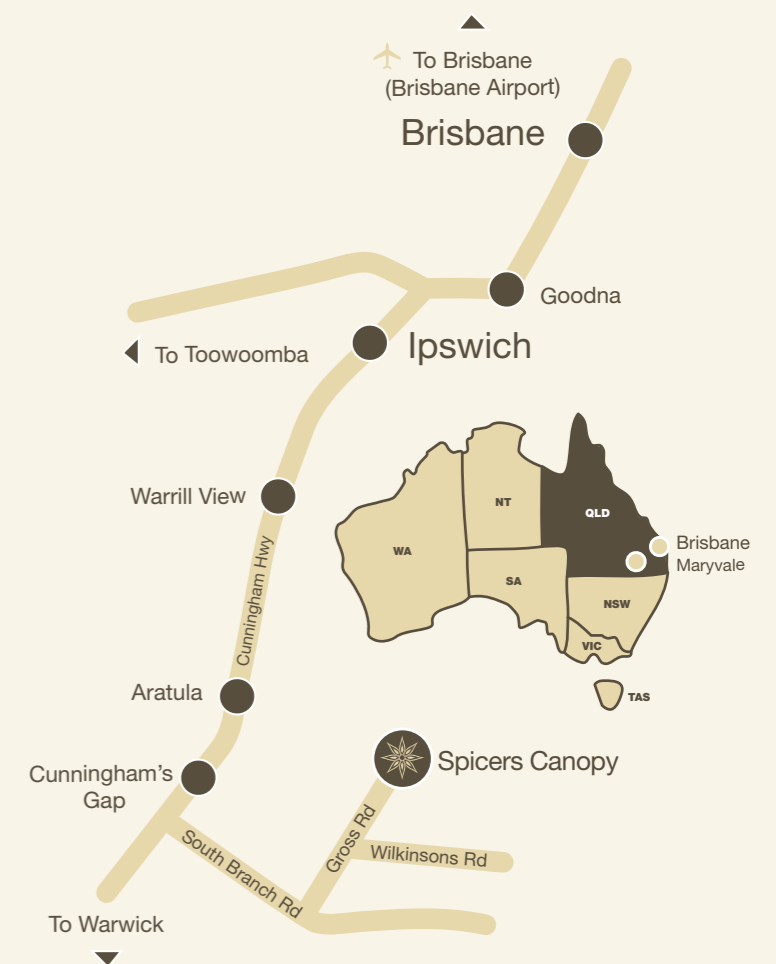 To Brisbane
(Brisbane Airport)
Brisbane
Goodna
To Toowoomba
Ipswich
Warrill View
Cunningham Hwy
NT
QLD
WA
Brisbane
Maryvale
SA
NSW
VIC
TAS
Aratula
Spicers Canopy
Cunningham’s
Gap
Gross Rd
Wilkinsons Rd
South Branch Rd
To Warwick